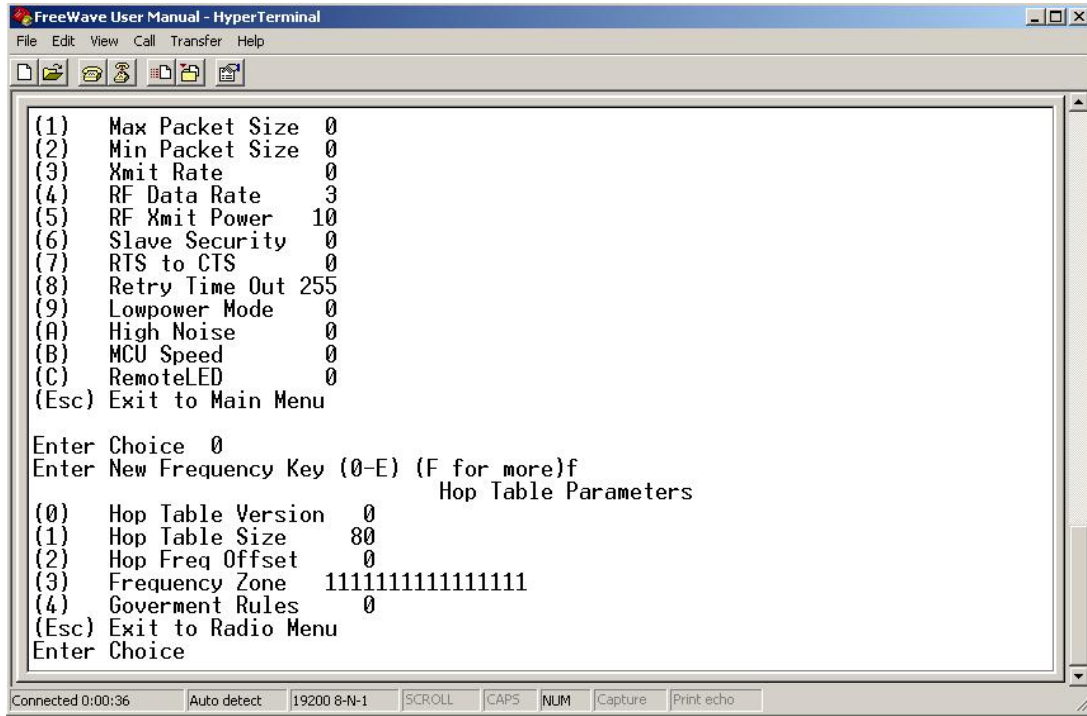 FreeWave User Manual - HyperTerminal
File Edit View Call Transfer Help
(1) Max Packet Size 0
(2) Min Packet Size 0
(3) Xmit Rate 0
(4) RF Data Rate 3
(5) RF Xmit Power 10
(6) Slave Security 0
(7) RTS to CTS 0
(8) Retry Time Out 255
(9) Lowpower Mode 0
(A) High Noise 0
(B) MCU Speed 0
(C) RemoteLED 0
(Esc) Exit to Main Menu
Enter Choice 0
Enter New Frequency Key (0-E) (F for more)f
Hop Table Parameters
(0) Hop Table Version 0
(1) Hop Table Size 80
(2) Hop Freq Offset 0
(3) Frequency Zone 1111111111111111
(4) Goverment Rules 0
(Esc) Exit to Radio Menu
Enter Choice
Connected 0:00:36 Auto detect 19200 8-N-1 SCROLL CAPS NUM Capture Print echo